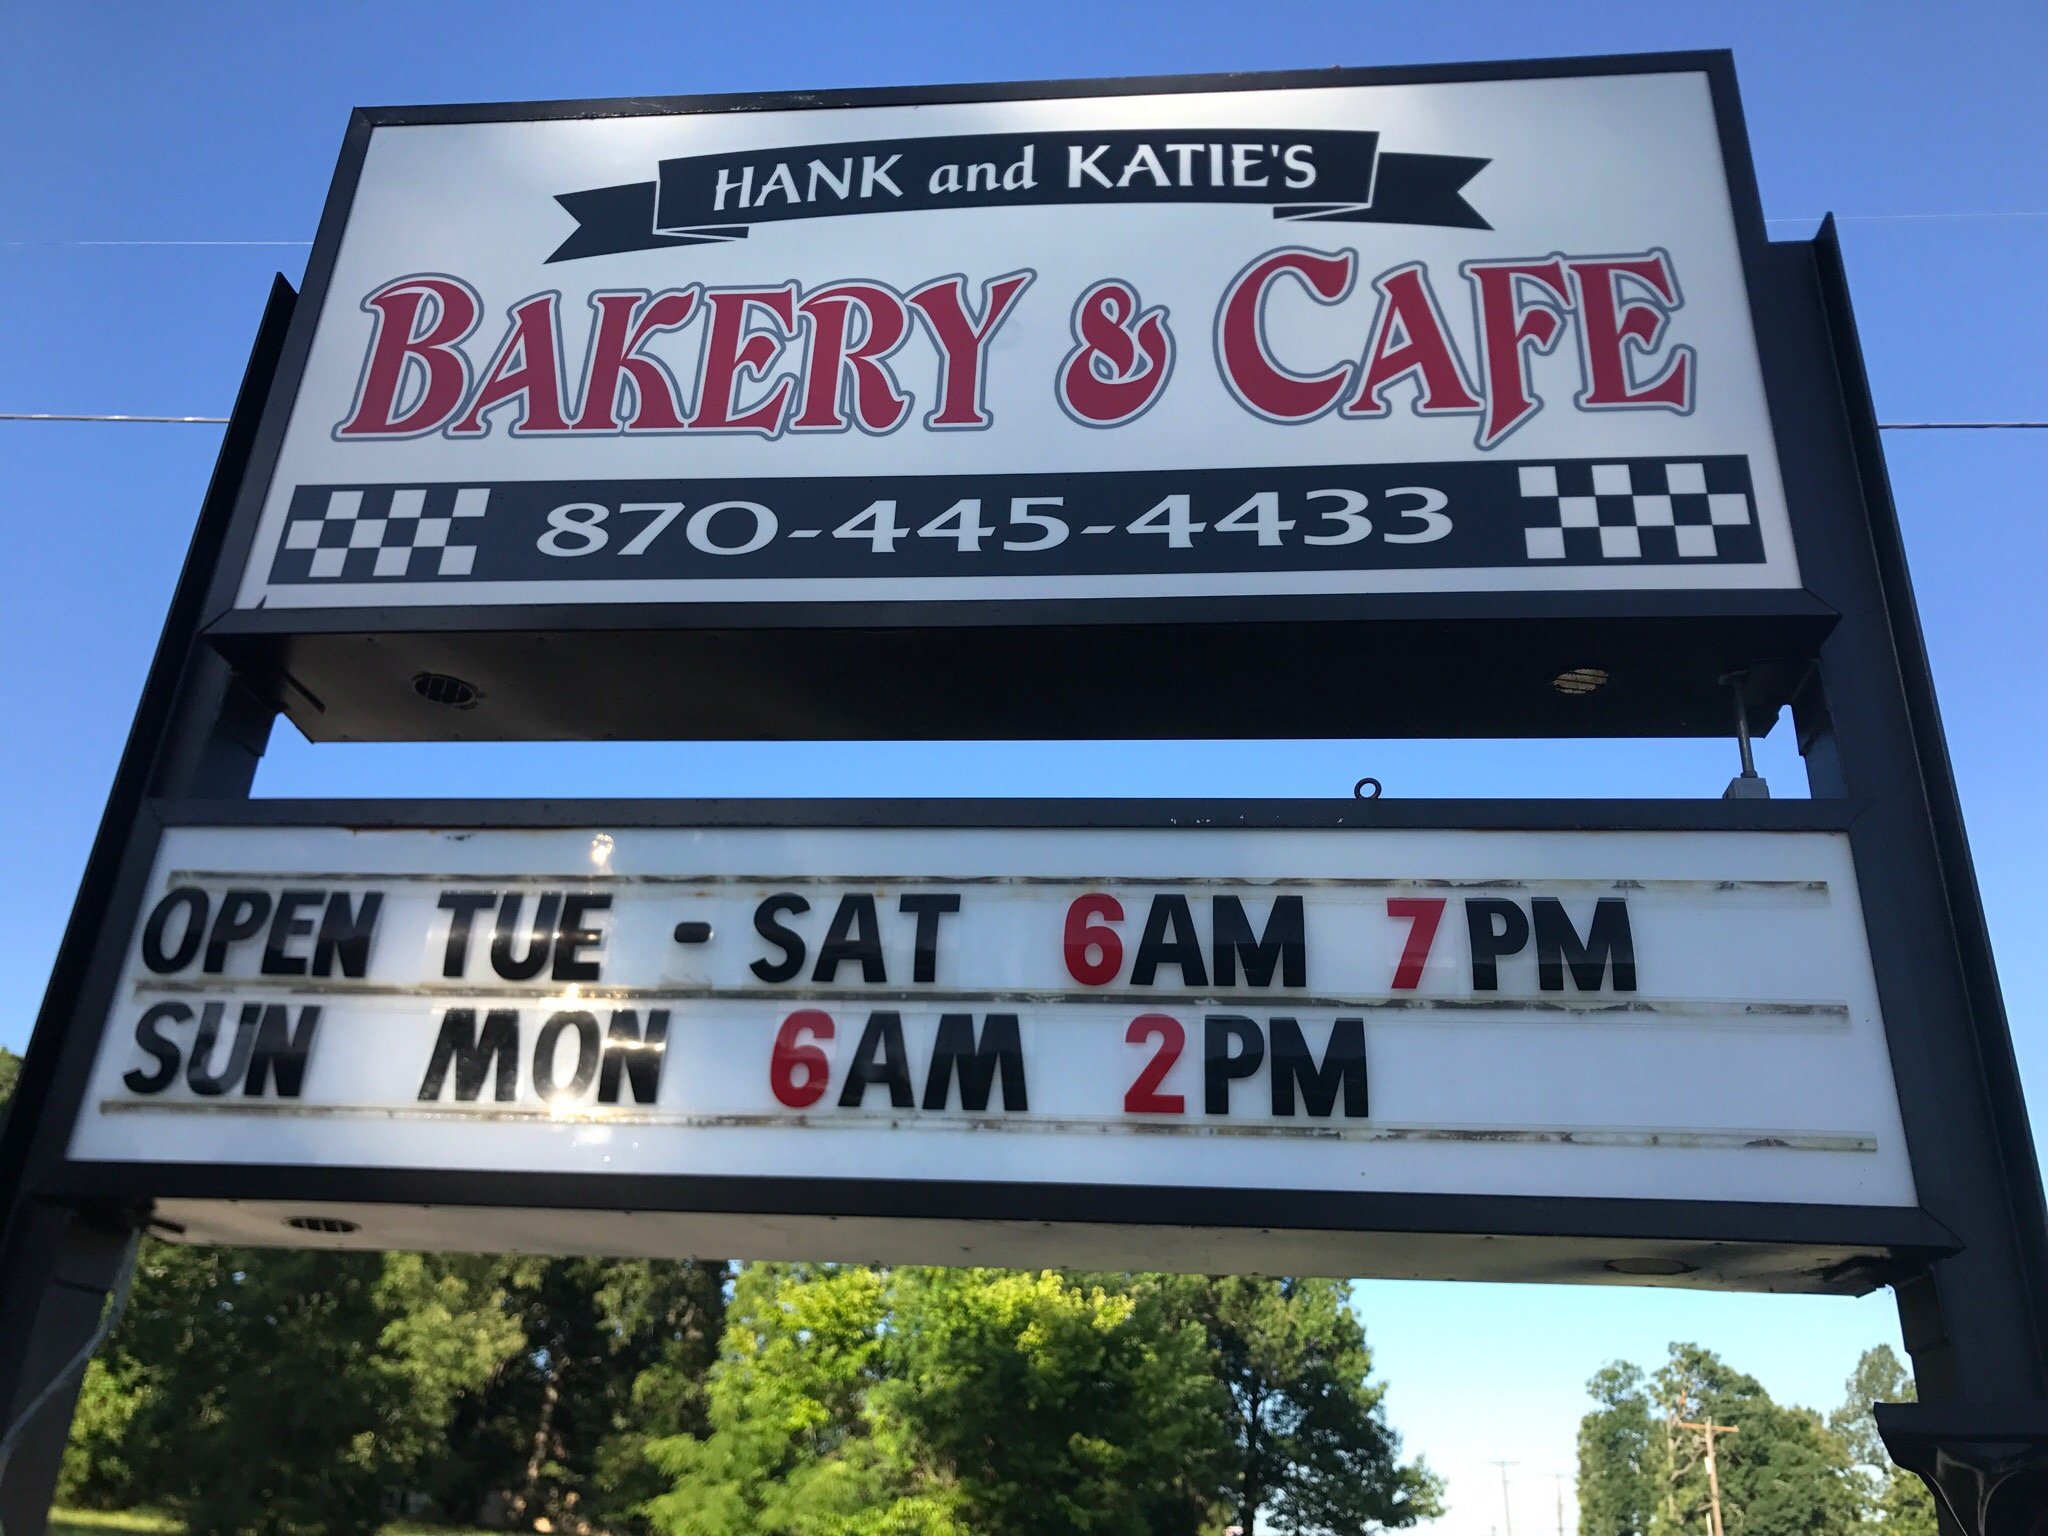 HANK and KATIE'S
BAKERY & CAFE
870-445-4433
OPEN TUE - SAT 6AM 7PM
SUN MON 6AM 2PM